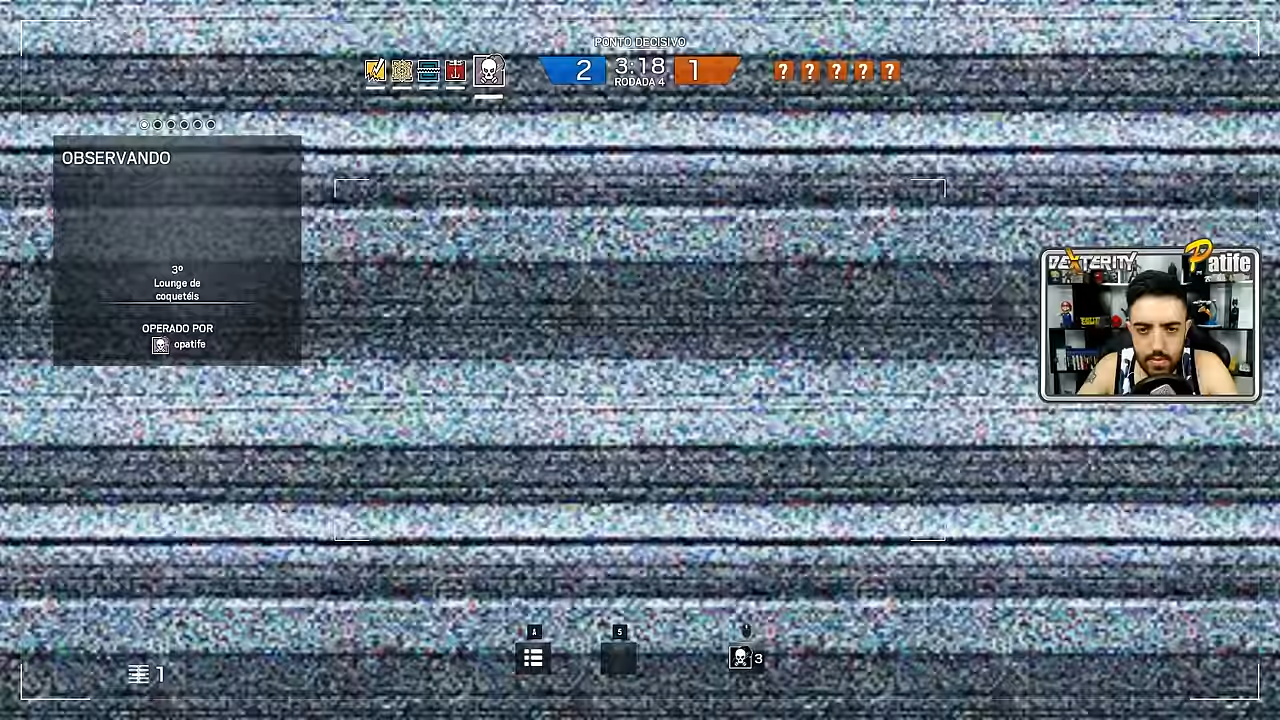 PONTO DECISIVO
2 3:18 1
RODADA 4
? ? ? ? ?
OBSERVANDO
3º
Lounge de
coquetéis
OPERADO POR
opatife
DEXTERITY Patife
A S
3
1